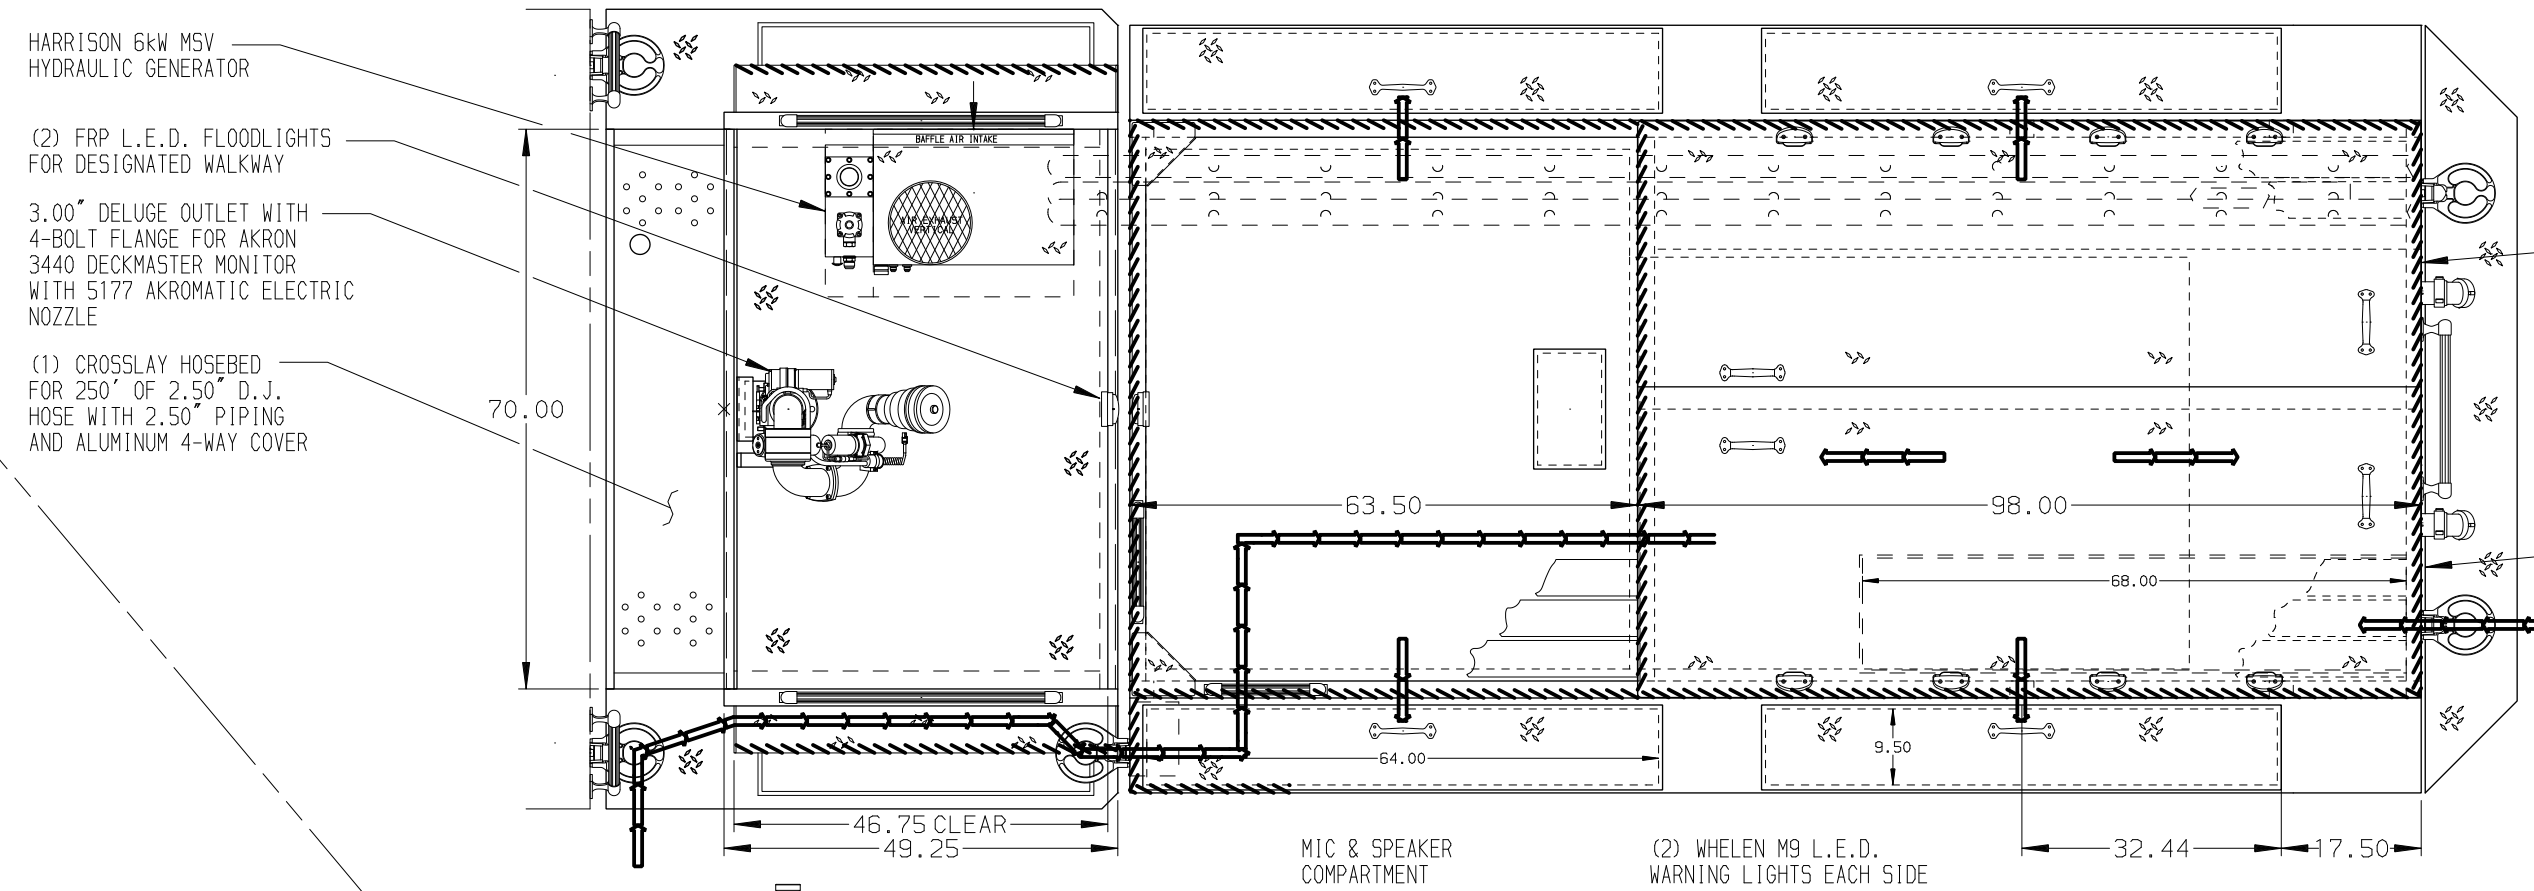 HARRISON 6kW MSV
HYDRAULIC GENERATOR
(2) FRP L.E.D. FLOODLIGHTS
FOR DESIGNATED WALKWAY
3.00" DELUGE OUTLET WITH
4-BOLT FLANGE FOR AKRON
3440 DECKMASTER MONITOR
WITH 5177 AKROMATIC ELECTRIC
NOZZLE
(1) CROSSLAY HOSEBED
FOR 250' OF 2.50" D.J.
HOSE WITH 2.50" PIPING
AND ALUMINUM 4-WAY COVER
70.00
BAFFLE AIR INTAKE
AIR EXHAUST
VERTICAL
63.50
98.00
68.00
64.00
9.50
46.75 CLEAR
49.25
32.44
17.50
MIC & SPEAKER
COMPARTMENT
(2) WHELEN M9 L.E.D.
WARNING LIGHTS EACH SIDE